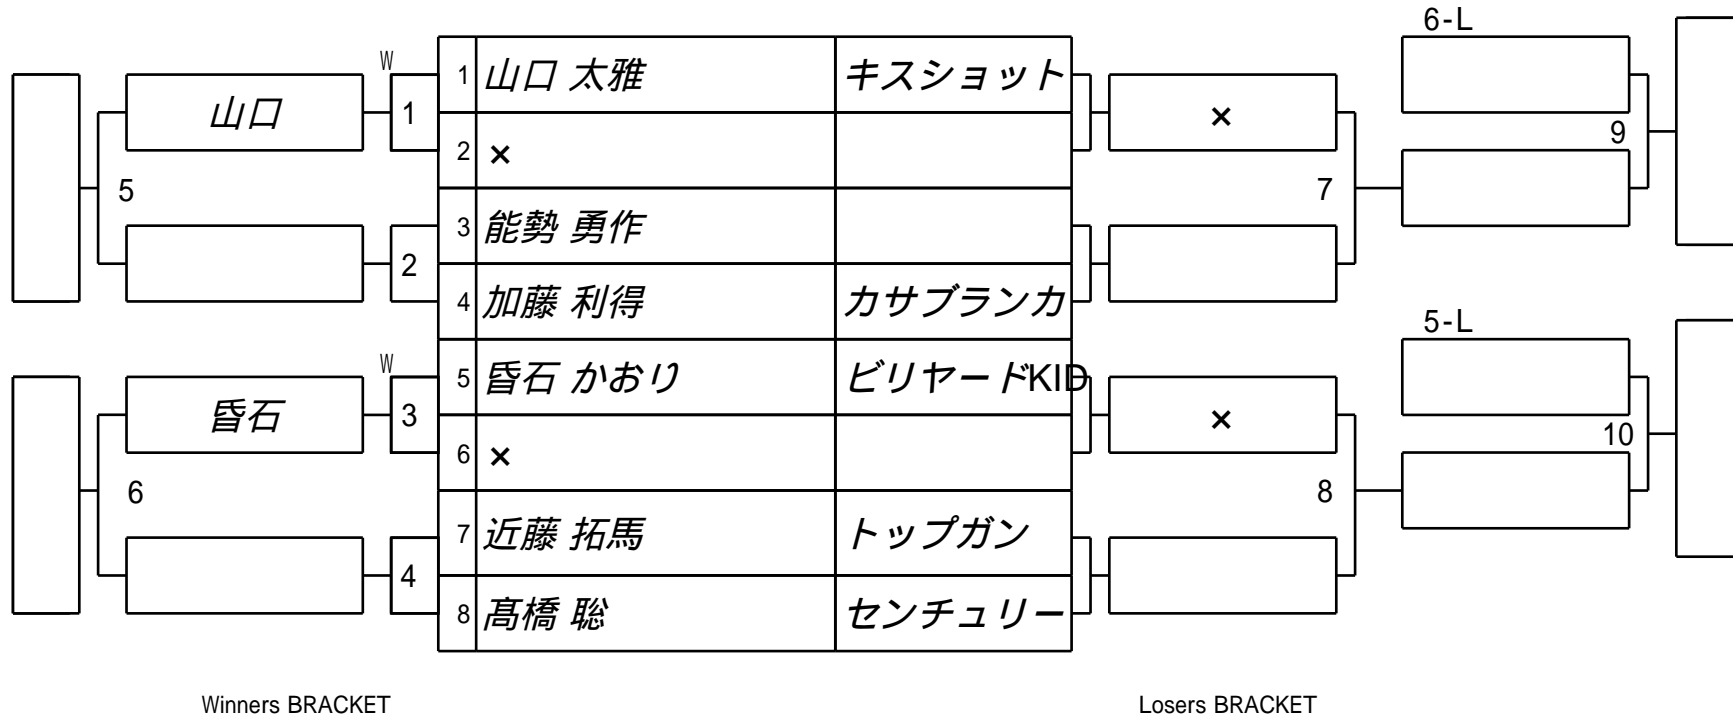 6-L
W
1 山口 太雅 キスショット
山口 1 ×
9
2 ×
5 7
3 能勢 勇作
2
4 加藤 利得 カサブランカ
5-L
W
5 昏石 かおり ビリヤードKID
昏石 3 ×
10
6 ×
6 8
7 近藤 拓馬 トップガン
4
8 髙橋 聡 センチュリー
Winners BRACKET Losers BRACKET